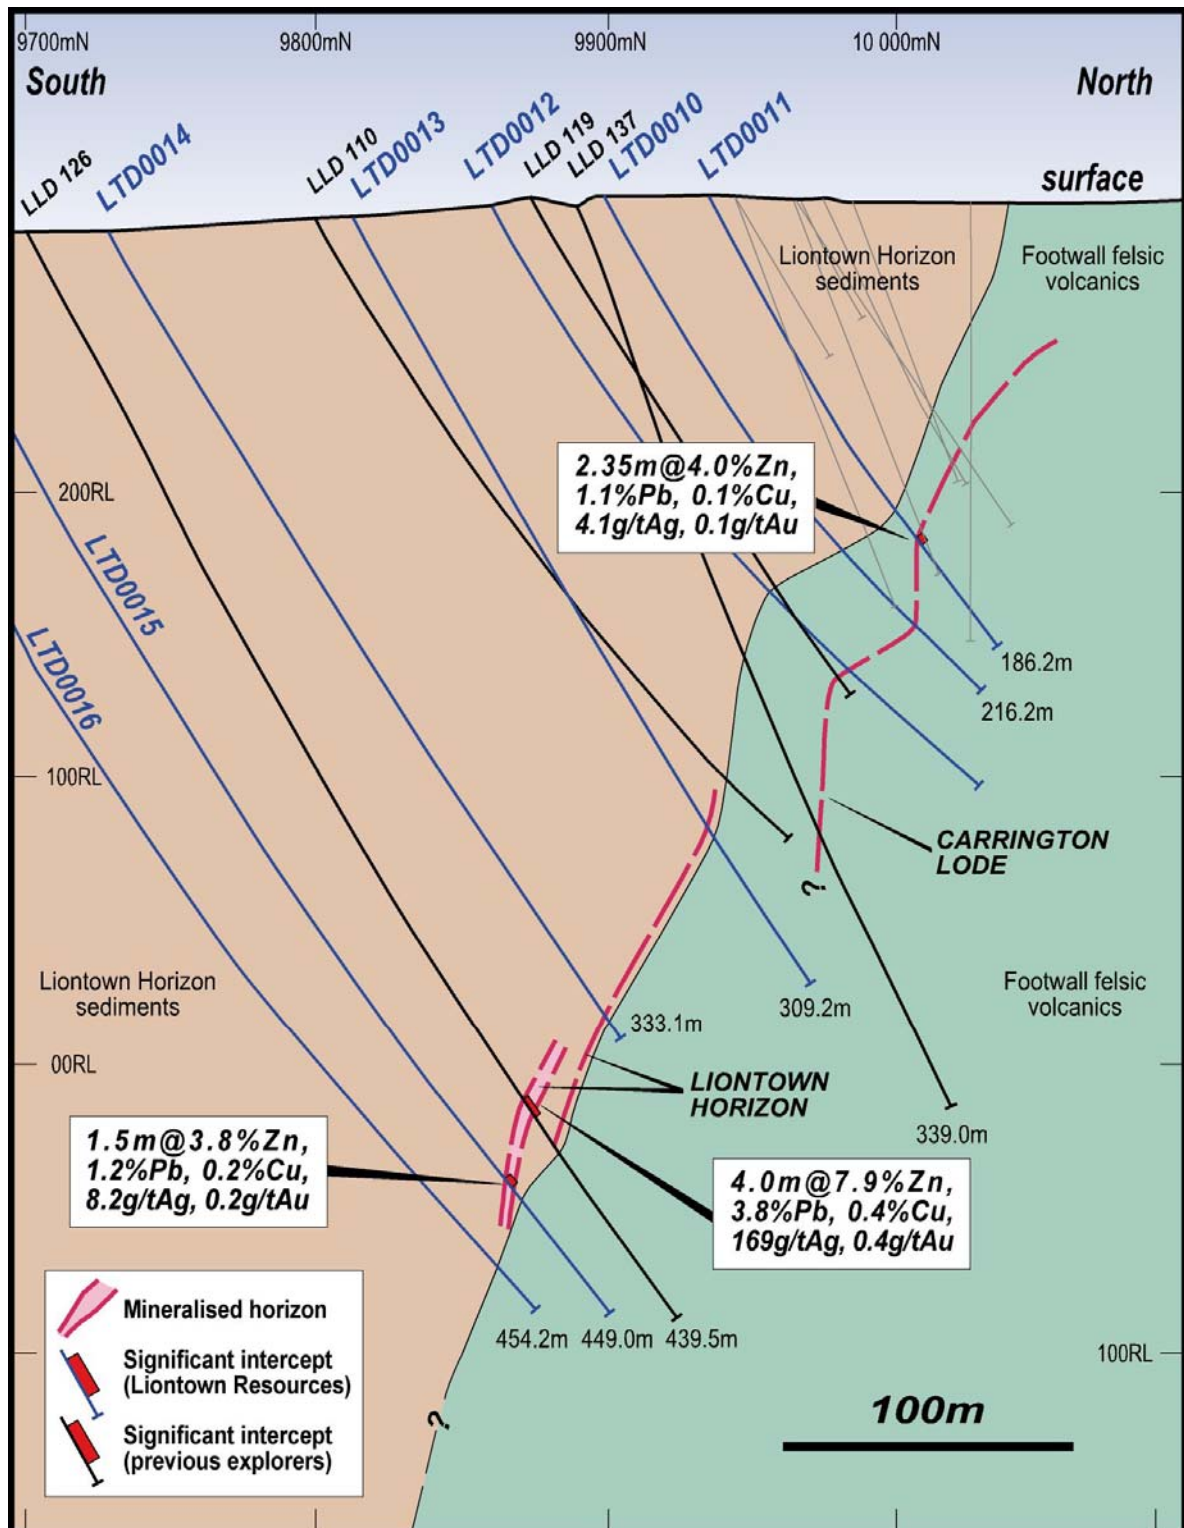 9700mN
9800mN
9900mN
10 000mN
South
North
LLD 126
LTD0014
LLD 110
LTD0013
LTD0012
LLD 119
LLD 137
LTD0010
LTD0011
surface
Liontown Horizon
sediments
Footwall felsic
volcanics
2.35m@4.0%Zn,
1.1%Pb, 0.1%Cu,
4.1g/tAg, 0.1g/tAu
200RL
LTD0015
LTD0016
186.2m
216.2m
100RL
CARRINGTON
LODE
?
Liontown Horizon
sediments
Footwall felsic
volcanics
309.2m
333.1m
00RL
LIONTOWN
HORIZON
339.0m
1.5m@3.8%Zn,
1.2%Pb, 0.2%Cu,
8.2g/tAg, 0.2g/tAu
4.0m@7.9%Zn,
3.8%Pb, 0.4%Cu,
169g/tAg, 0.4g/tAu
454.2m
449.0m
439.5m
100RL
Mineralised horizon
Significant intercept
(Liontown Resources)
Significant intercept
(previous explorers)
?
100m